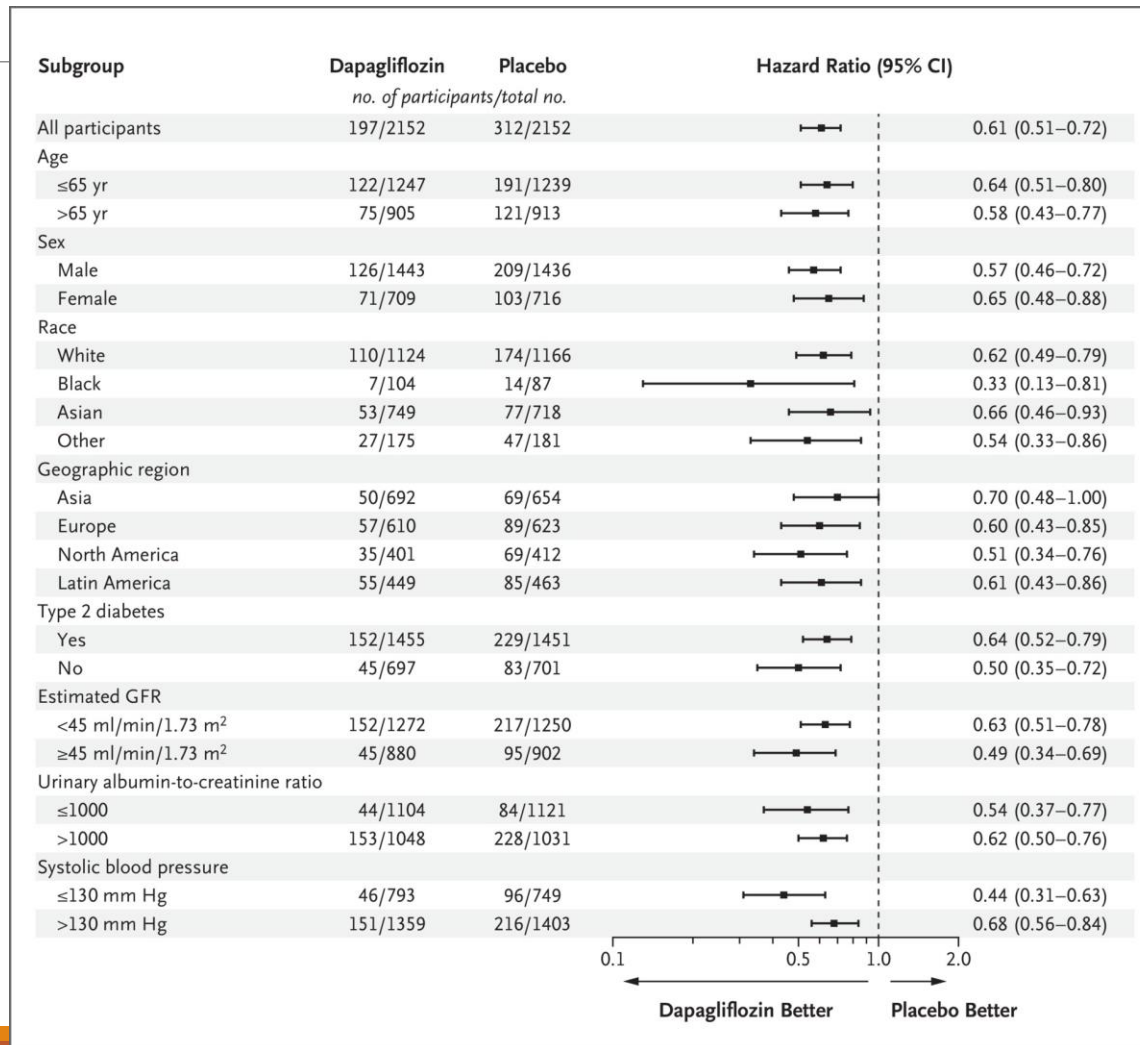 Subgroup Dapagliflozin Placebo Hazard Ratio (95% CI)
no. of participants/total no.
All participants 197/2152 312/2152 0.61 (0.51–0.72)
Age
≤65 yr 122/1247 191/1239 0.64 (0.51–0.80)
>65 yr 75/905 121/913 0.58 (0.43–0.77)
Sex
Male 126/1443 209/1436 0.57 (0.46–0.72)
Female 71/709 103/716 0.65 (0.48–0.88)
Race
White 110/1124 174/1166 0.62 (0.49–0.79)
Black 7/104 14/87 0.33 (0.13–0.81)
Asian 53/749 77/718 0.66 (0.46–0.93)
Other 27/175 47/181 0.54 (0.33–0.86)
Geographic region
Asia 50/692 69/654 0.70 (0.48–1.00)
Europe 57/610 89/623 0.60 (0.43–0.85)
North America 35/401 69/412 0.51 (0.34–0.76)
Latin America 55/449 85/463 0.61 (0.43–0.86)
Type 2 diabetes
Yes 152/1455 229/1451 0.64 (0.52–0.79)
No 45/697 83/701 0.50 (0.35–0.72)
Estimated GFR
<45 ml/min/1.73 m² 152/1272 217/1250 0.63 (0.51–0.78)
≥45 ml/min/1.73 m² 45/880 95/902 0.49 (0.34–0.69)
Urinary albumin-to-creatinine ratio
≤1000 44/1104 84/1121 0.54 (0.37–0.77)
>1000 153/1048 228/1031 0.62 (0.50–0.76)
Systolic blood pressure
≤130 mm Hg 46/793 96/749 0.44 (0.31–0.63)
>130 mm Hg 151/1359 216/1403 0.68 (0.56–0.84)
0.1 0.5 1.0 2.0
Dapagliflozin Better Placebo Better